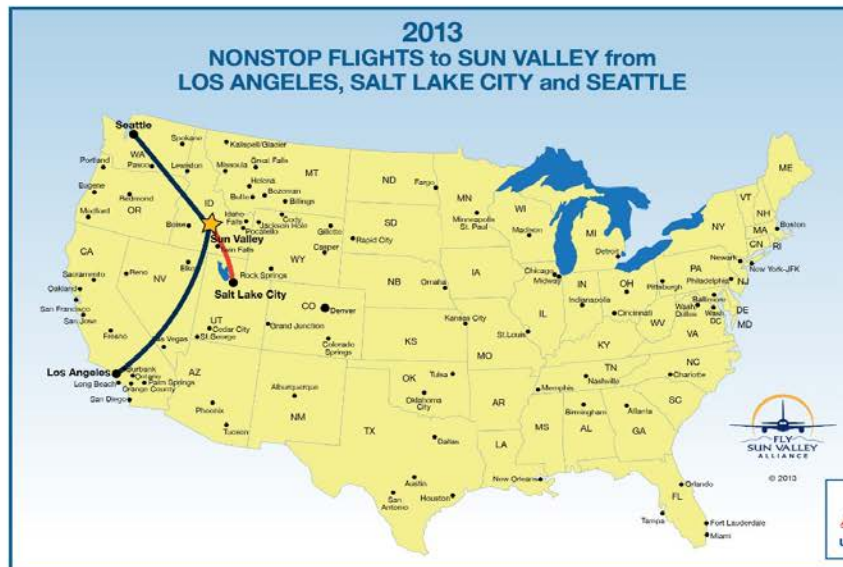 2013
NONSTOP FLIGHTS to SUN VALLEY from
LOS ANGELES, SALT LAKE CITY and SEATTLE
Seattle
Spokane
Kalispell/Glacier
WA
Portland
Pasco
Lewiston
Missoula
Great Falls
MT
ND
Fargo
MN
ME
Helena
Eugene
Redmond
ID
Butte
Bozeman
Billings
VT
NH
Medford
OR
Boise
Idaho
Falls
Cody
Jackson Hole
Pocatello
Gillette
SD
Rapid City
Minneapolis
St. Paul
WI
Madison
MI
NY
MA
Boston
Sun Valley
Twin Falls
Casper
WY
Detroit
CN
RI
CA
Elko
Rock Springs
Newark
New York-JFK
Sacramento
Reno
NV
Salt Lake City
NB
Omaha
IA
Chicago
Midway
PA
Pittsburgh
Philadelphia
NJ
Oakland
San Francisco
San Jose
UT
CO
Denver
IL
IN
Indianapolis
OH
Cincinnati
Baltimore
Wash
Dulles
Wash
DC
DE
MD
Fresno
Las Vegas
Cedar City
St.George
Grand Junction
Colorado
Springs
KS
Kansas City
St.Louis
MO
WV
VA
KY
Los Angeles
Burbank
Ontario
Long Beach
Palm Springs
Orange County
San Diego
AZ
Albuquerque
NM
Phoenix
Tucson
OK
Tulsa
Oklahoma
City
AR
Memphis
TN
Nashville
NC
Charlotte
SC
TX
Dallas
LA
MS
Birmingham
AL
Atlanta
GA
FLY
SUN VALLEY
ALLIANCE
© 2013
Austin
San
Antonio
Houston
New Orleans
Orlando
FL
Tampa
Fort Lauderdale
Miami